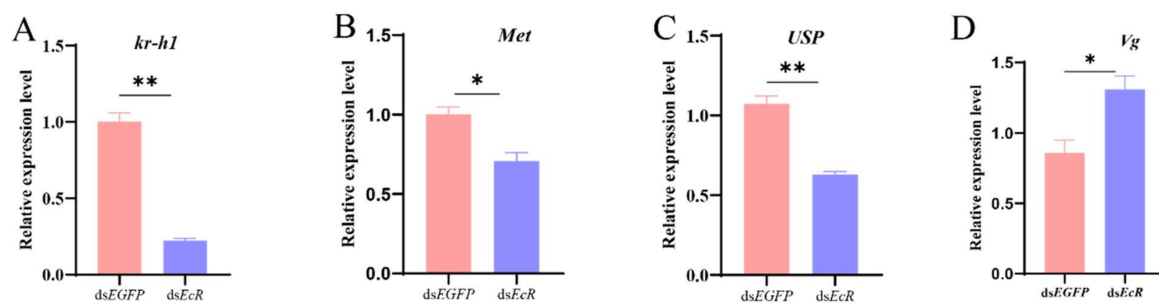 A
kr-h1
Relative expression level
1.5
1.0
0.5
0.0
**
dsEGFP
dsEcR
B
Met
Relative expression level
1.5
1.0
0.5
0.0
*
dsEGFP
dsEcR
C
USP
Relative expression level
1.5
1.0
0.5
0.0
**
dsEGFP
dsEcR
D
Vg
Relative expression level
1.5
1.0
0.5
0.0
*
dsEGFP
dsEcR